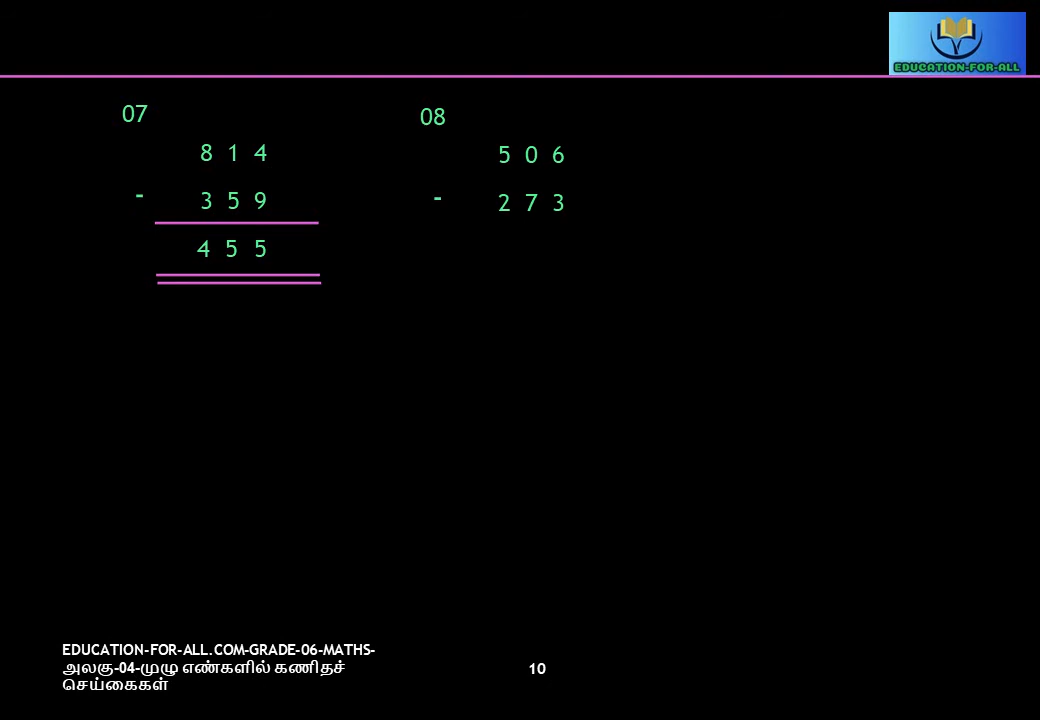 EDUCATION-FOR-ALL
07
8 1 4
- 3 5 9
4 5 5
08
5 0 6
- 2 7 3
EDUCATION-FOR-ALL.COM-GRADE-06-MATHS-
அலகு-04-முழு எண்களில் கணிதச்
செய்கைகள்
10